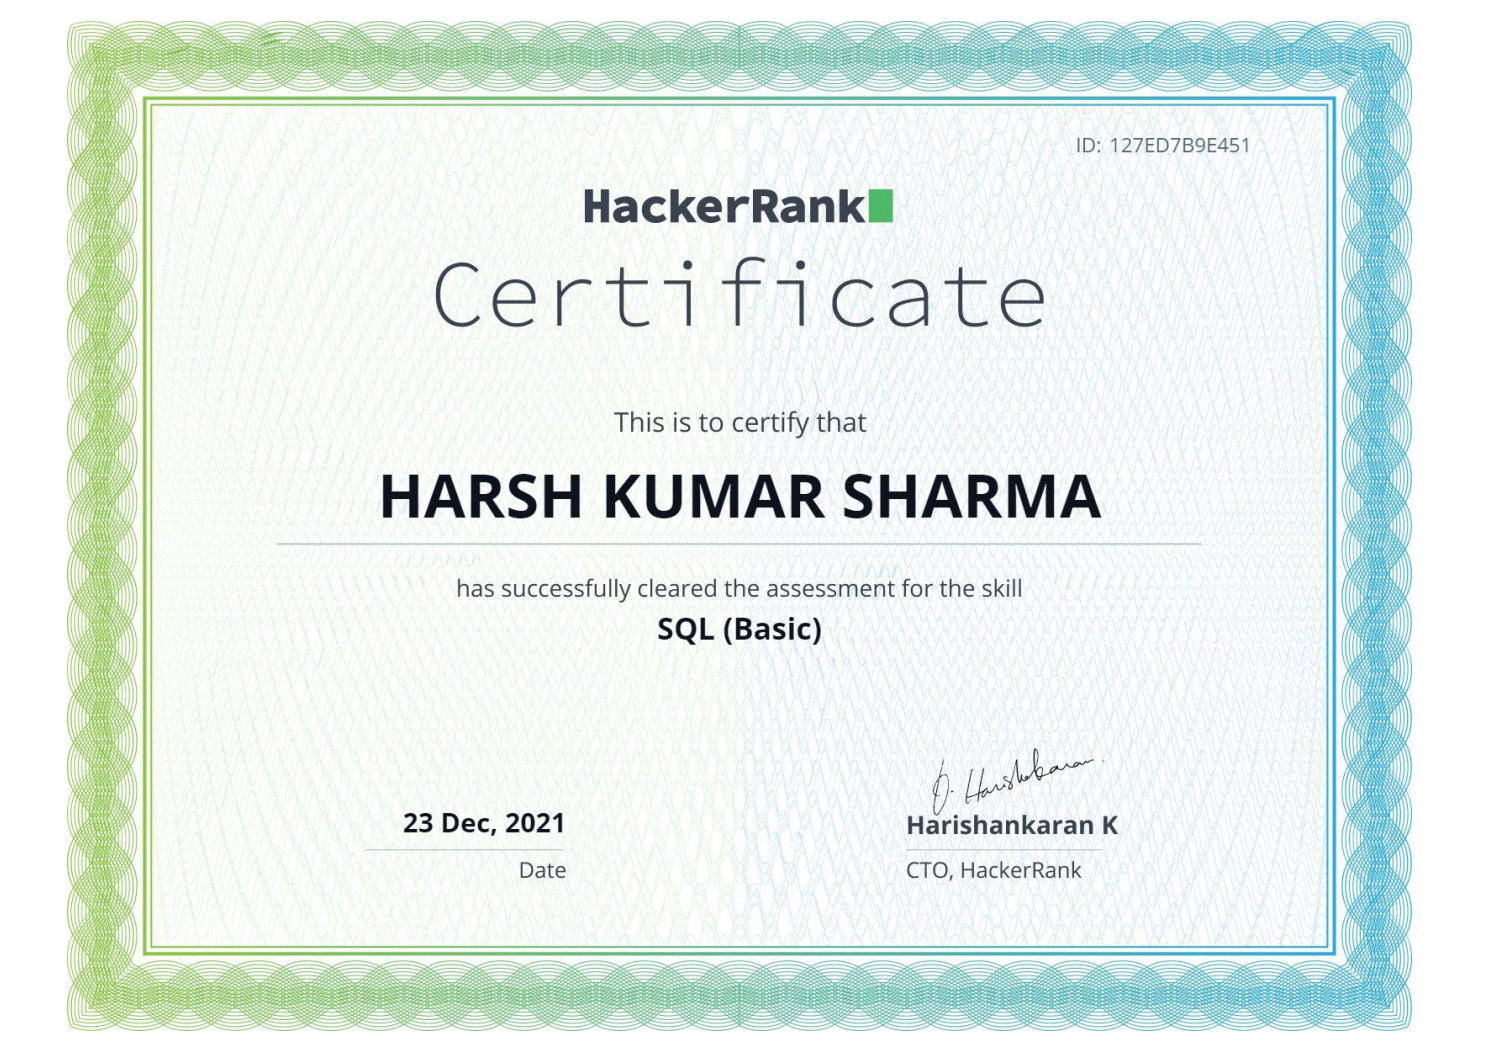 ID: 127ED7B9E451
HackerRank
Certificate
This is to certify that
HARSH KUMAR SHARMA
has successfully cleared the assessment for the skill
SQL (Basic)
D. Harishankaran
23 Dec, 2021
Harishankaran K
Date
CTO, HackerRank